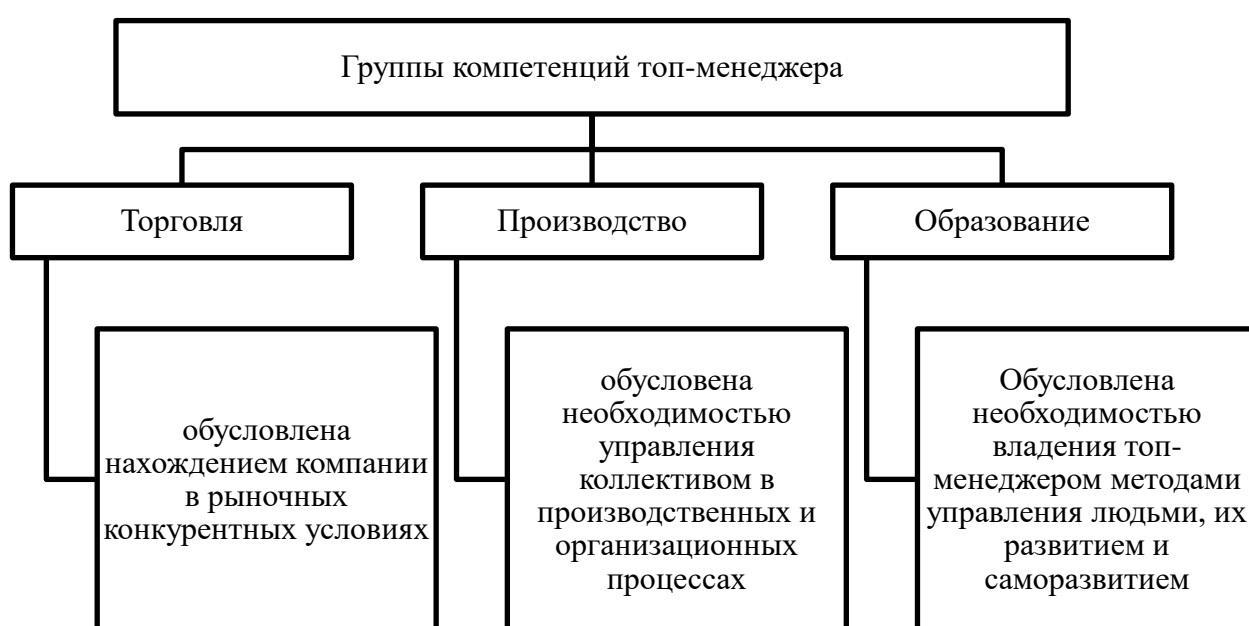 Группы компетенций топ-менеджера
Торговля
Производство
Образование
обусловлена
нахождением компании
в рыночных
конкурентных условиях
обусловена
необходимостью
управления
коллективом в
производственных и
организационных
процессах
Обусловлена
необходимостью
владения топ-
менеджером методами
управления людьми, их
развитием и
саморазвитием